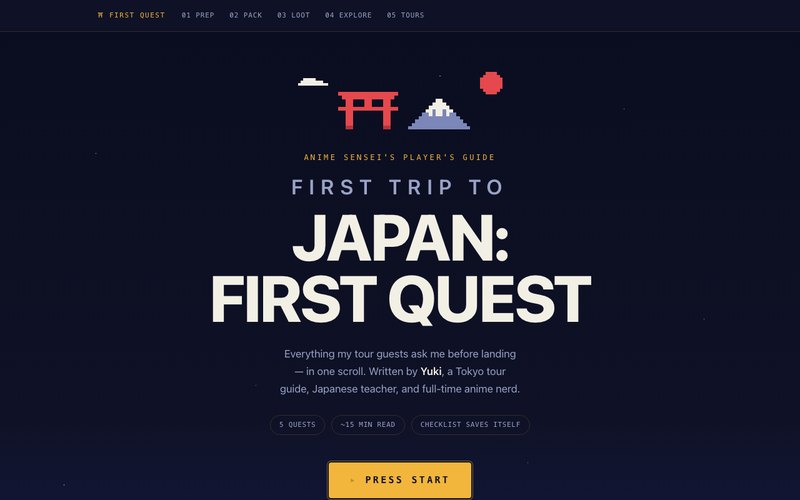 ⛩ FIRST QUEST 01 PREP 02 PACK 03 LOOT 04 EXPLORE 05 TOURS
ANIME SENSEI'S PLAYER'S GUIDE
FIRST TRIP TO
JAPAN:
FIRST QUEST
Everything my tour guests ask me before landing
— in one scroll. Written by Yuki, a Tokyo tour
guide, Japanese teacher, and full-time anime nerd.
5 QUESTS ~15 MIN READ CHECKLIST SAVES ITSELF
▸ PRESS START